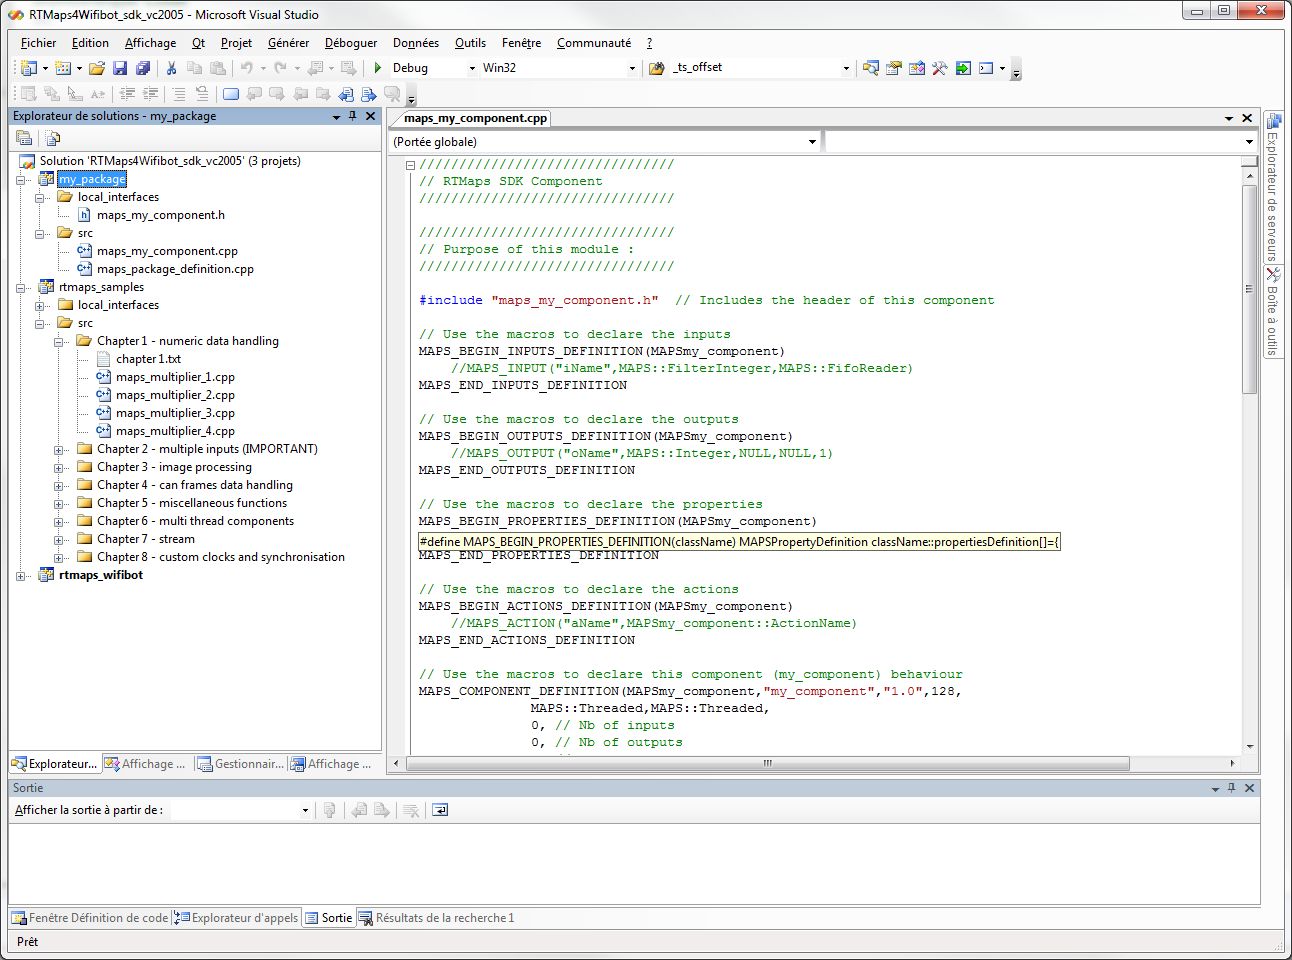 RTMaps4Wifibot_sdk_vc2005 - Microsoft Visual Studio
Fichier Edition Affichage Qt Projet Générer Déboguer Données Outils Fenêtre Communauté ?
Debug Win32 _ts_offset
Explorateur de solutions - my_package
Solution 'RTMaps4Wifibot_sdk_vc2005' (3 projets)
my_package
local_interfaces
maps_my_component.h
src
maps_my_component.cpp
maps_package_definition.cpp
rtmaps_samples
local_interfaces
src
Chapter 1 - numeric data handling
chapter1.txt
maps_multiplier_1.cpp
maps_multiplier_2.cpp
maps_multiplier_3.cpp
maps_multiplier_4.cpp
Chapter 2 - multiple inputs (IMPORTANT)
Chapter 3 - image processing
Chapter 4 - can frames data handling
Chapter 5 - miscellaneous functions
Chapter 6 - multi thread components
Chapter 7 - stream
Chapter 8 - custom clocks and synchronisation
rtmaps_wifibot
Explorateur... Affichage ... Gestionnair... Affichage ...
maps_my_component.cpp
(Portée globale)
////////////////////////////////
// RTMaps SDK Component
////////////////////////////////
////////////////////////////////
// Purpose of this module :
////////////////////////////////
#include "maps_my_component.h"  // Includes the header of this component
// Use the macros to declare the inputs
MAPS_BEGIN_INPUTS_DEFINITION(MAPSmy_component)
//MAPS_INPUT("iName",MAPS::FilterInteger,MAPS::FifoReader)
MAPS_END_INPUTS_DEFINITION
// Use the macros to declare the outputs
MAPS_BEGIN_OUTPUTS_DEFINITION(MAPSmy_component)
//MAPS_OUTPUT("oName",MAPS::Integer,NULL,NULL,1)
MAPS_END_OUTPUTS_DEFINITION
// Use the macros to declare the properties
MAPS_BEGIN_PROPERTIES_DEFINITION(MAPSmy_component)
#define MAPS_BEGIN_PROPERTIES_DEFINITION(className) MAPSPropertyDefinition className::propertiesDefinition[]={
MAPS_END_PROPERTIES_DEFINITION
// Use the macros to declare the actions
MAPS_BEGIN_ACTIONS_DEFINITION(MAPSmy_component)
//MAPS_ACTION("aName",MAPSmy_component::ActionName)
MAPS_END_ACTIONS_DEFINITION
// Use the macros to declare this component (my_component) behaviour
MAPS_COMPONENT_DEFINITION(MAPSmy_component,"my_component","1.0",128,
MAPS::Threaded,MAPS::Threaded,
0, // Nb of inputs
0, // Nb of outputs
Explorateur de serveurs
Boîte à outils
Sortie
Afficher la sortie à partir de :
Fenêtre Définition de code Explorateur d'appels Sortie Résultats de la recherche 1
Prêt